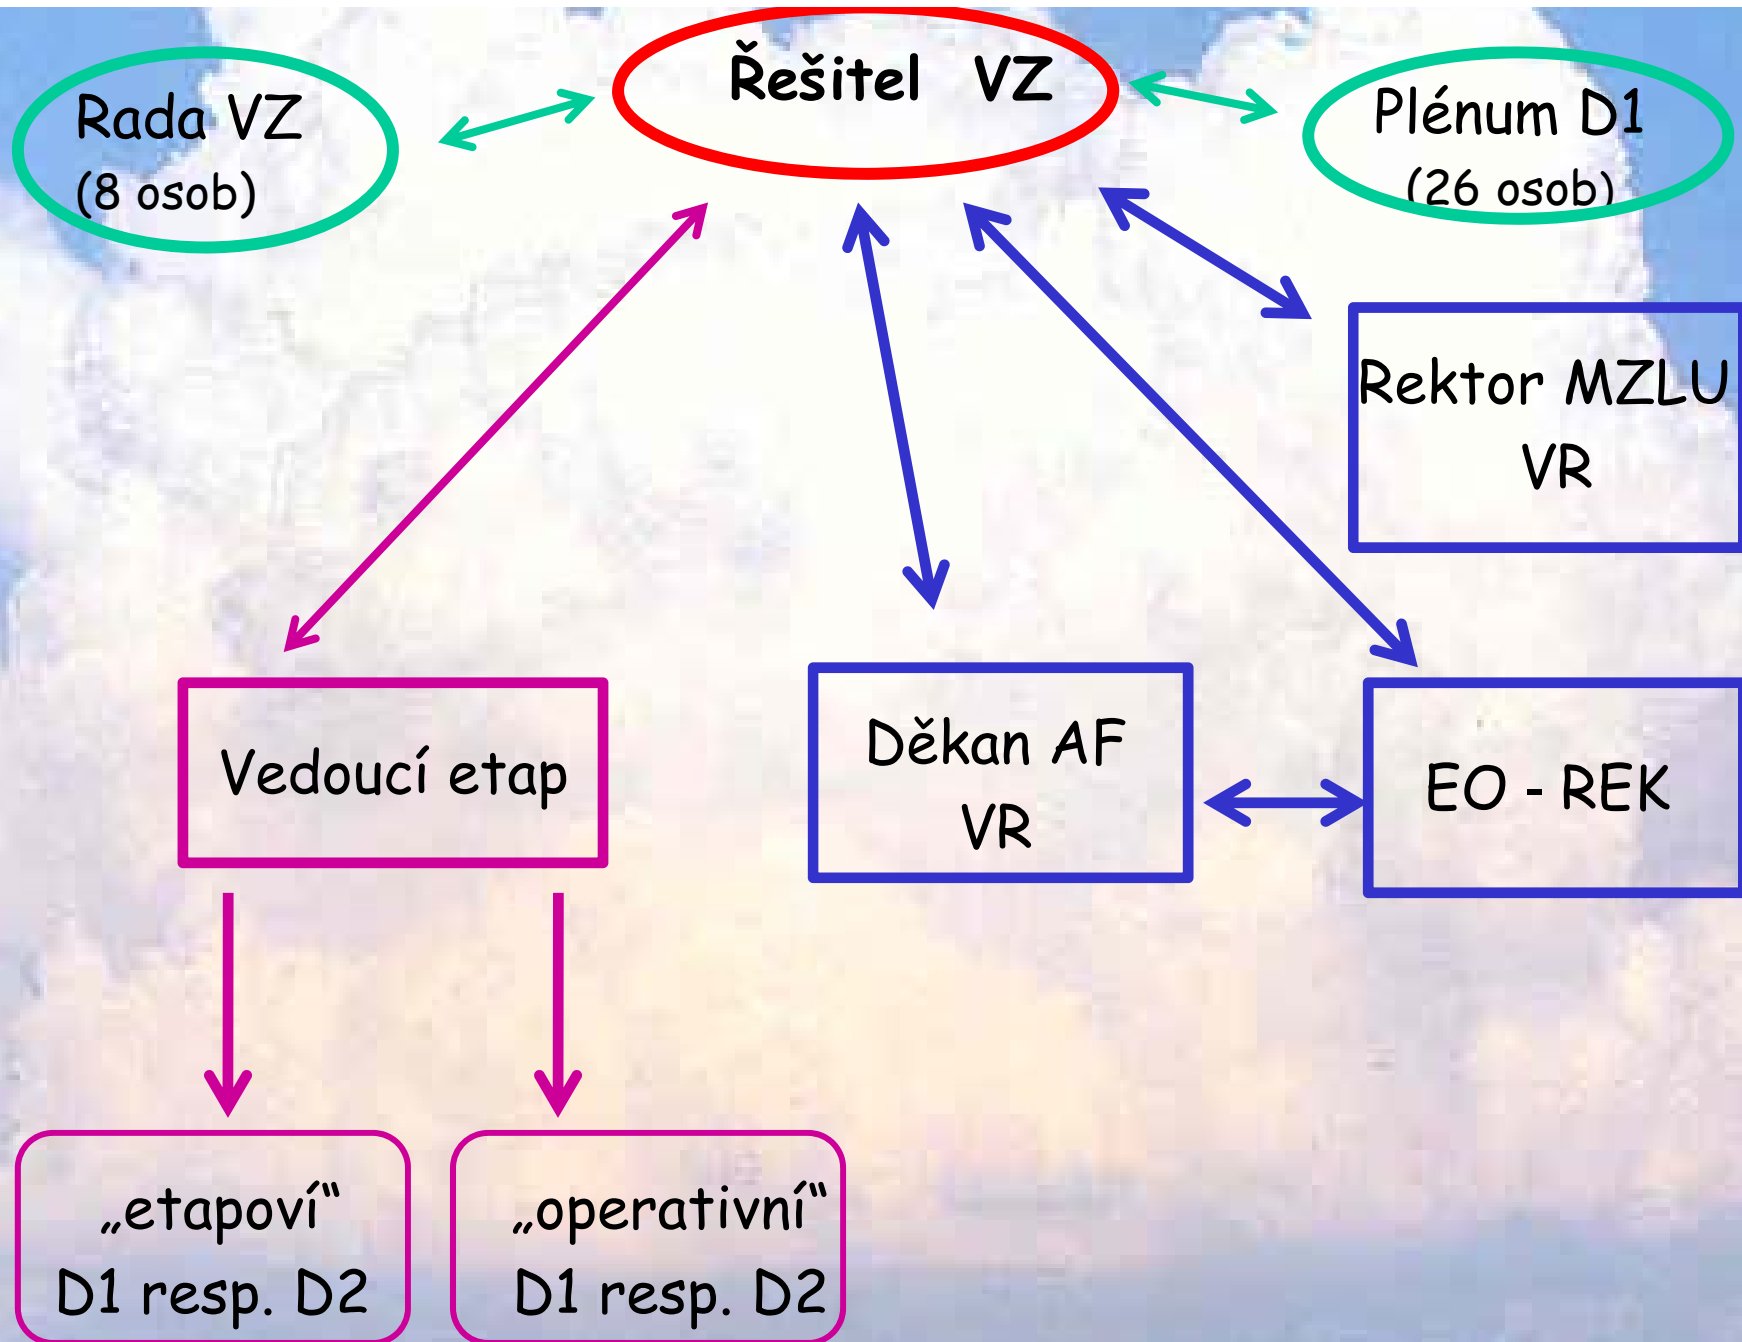 Řešitel VZ
Rada VZ
(8 osob)
Plénum D1
(26 osob)
Rektor MZLU
VR
Vedoucí etap
Děkan AF
VR
EO - REK
„etapoví“
D1 resp. D2
„operativní“
D1 resp. D2